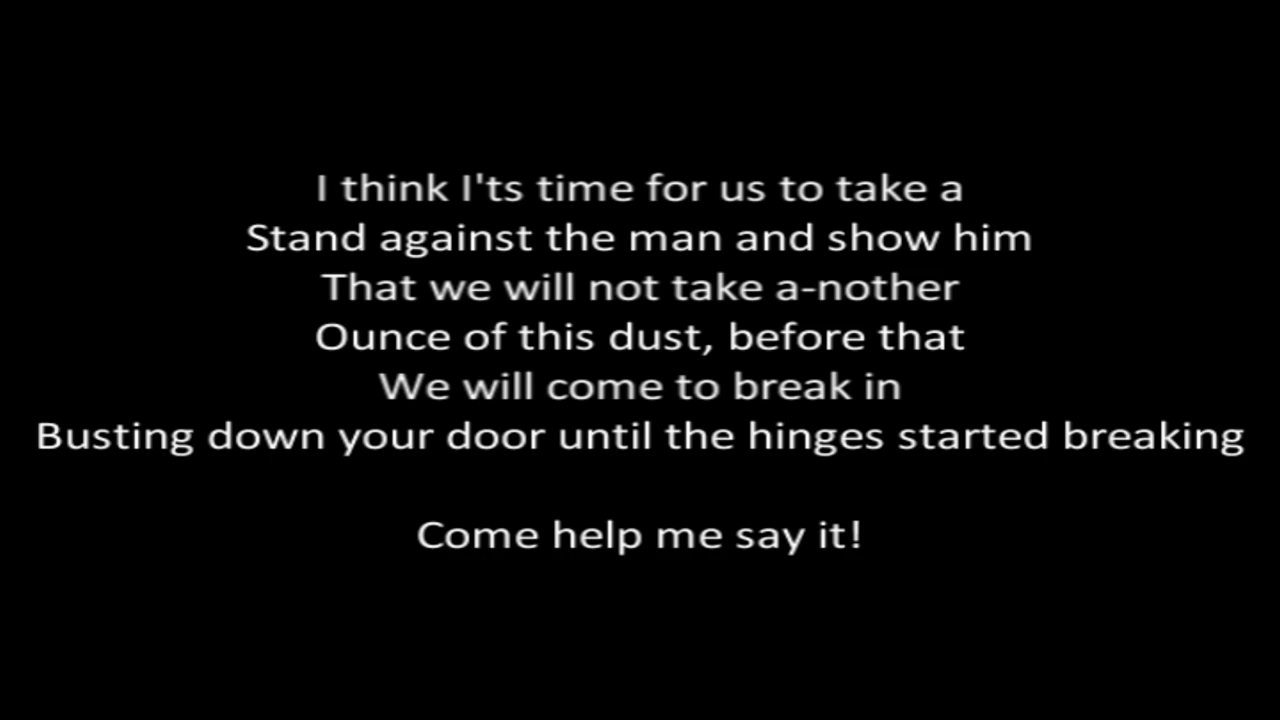 I think I'ts time for us to take a
Stand against the man and show him
That we will not take a-nother
Ounce of this dust, before that
We will come to break in
Busting down your door until the hinges started breaking
Come help me say it!